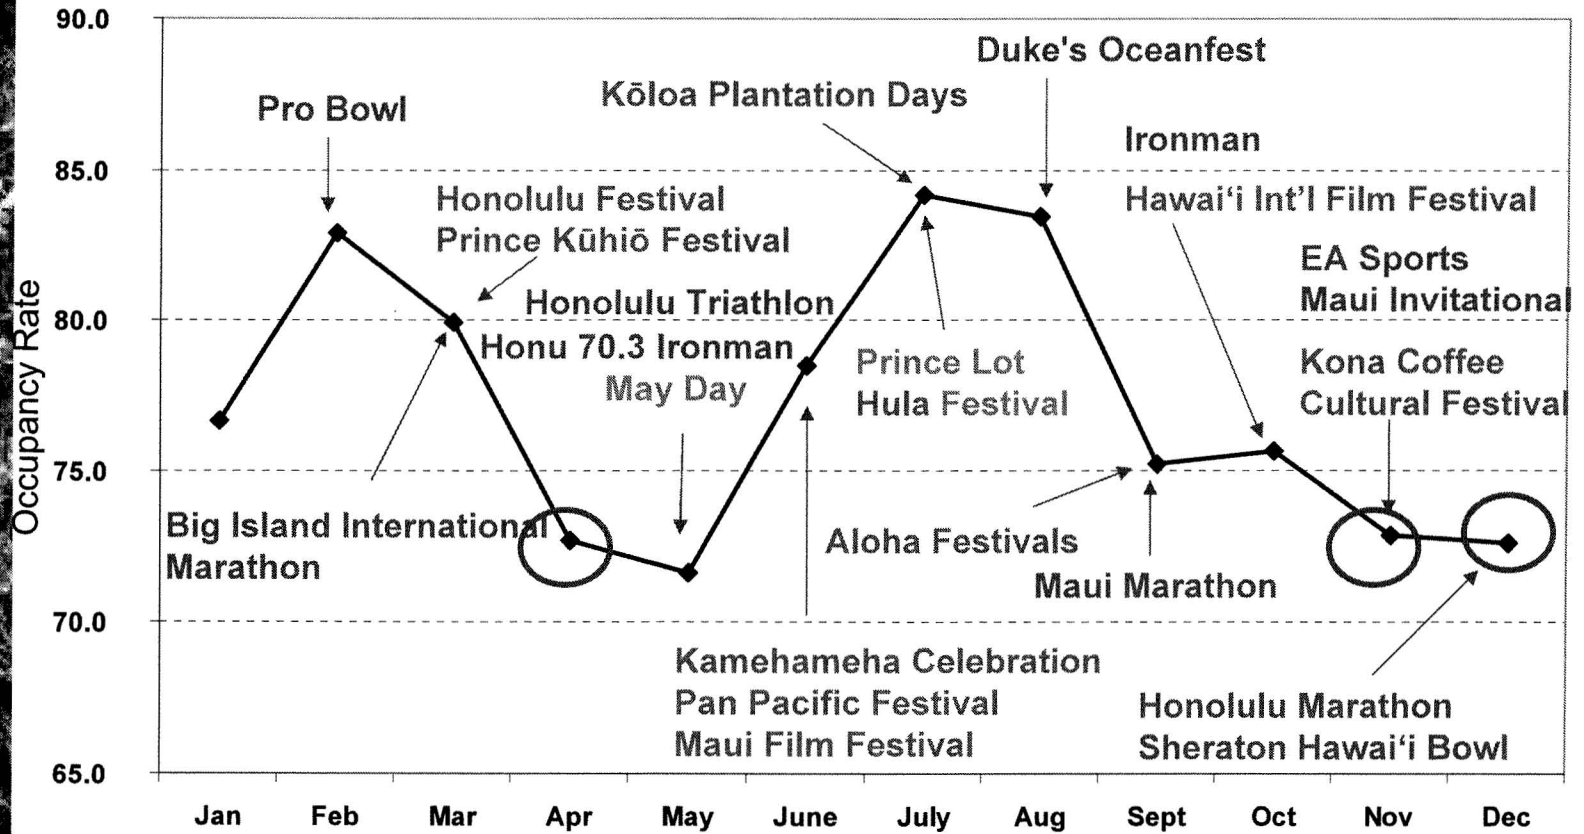 90.0
Duke's Oceanfest
Kōloa Plantation Days
Pro Bowl
Ironman
85.0
Honolulu Festival
Prince Kūhiō Festival
Hawai‘i Int’l Film Festival
EA Sports
Maui Invitational
Honolulu Triathlon
80.0
Honu 70.3 Ironman
May Day
Prince Lot
Hula Festival
Kona Coffee
Cultural Festival
Occupancy Rate
75.0
Big Island International
Marathon
Aloha Festivals
Maui Marathon
70.0
Kamehameha Celebration
Pan Pacific Festival
Maui Film Festival
Honolulu Marathon
Sheraton Hawai‘i Bowl
65.0
Jan Feb Mar Apr May June July Aug Sept Oct Nov Dec